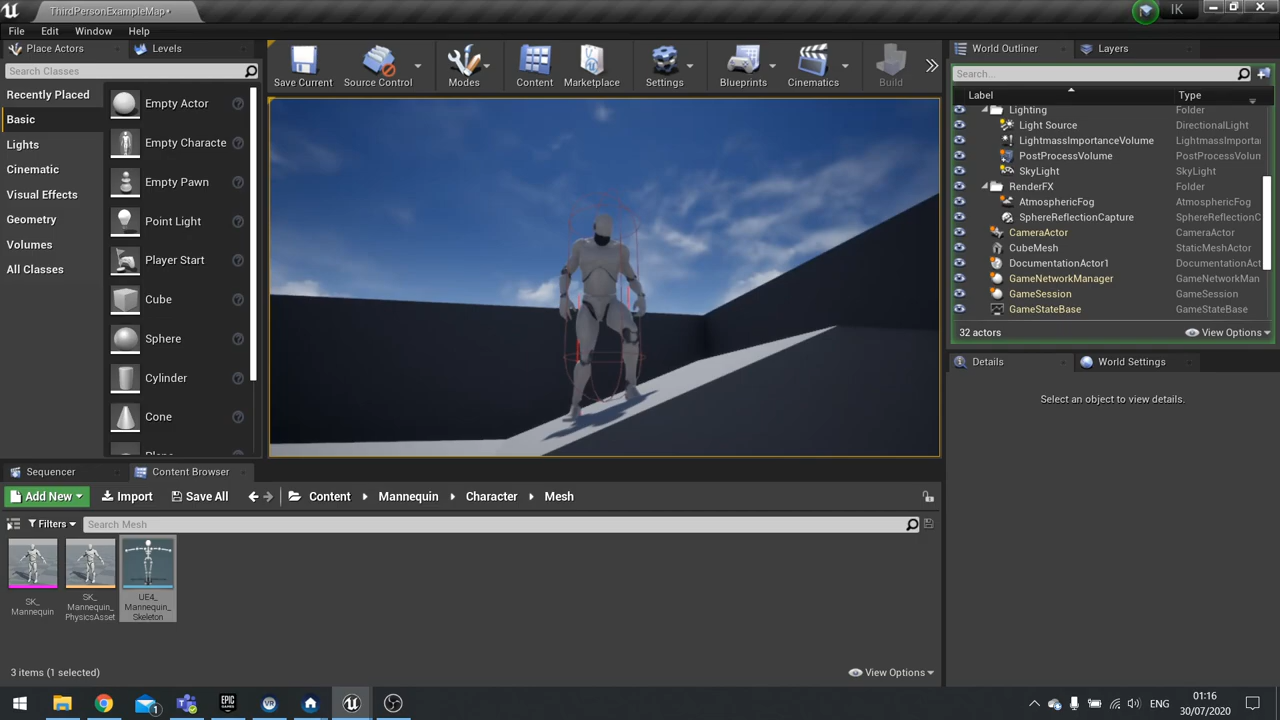 ThirdPersonExampleMap*
IK
File Edit Window Help
Place Actors
Levels
Search Classes
Recently Placed
Basic
Lights
Cinematic
Visual Effects
Geometry
Volumes
All Classes
Empty Actor
Empty Characte
Empty Pawn
Point Light
Player Start
Cube
Sphere
Cylinder
Cone
Save Current
Source Control
Modes
Content
Marketplace
Settings
Blueprints
Cinematics
Build
World Outliner
Layers
Search...
Label Type
Lighting Folder
Light Source DirectionalLight
LightmassImportanceVolume LightmassImporta
PostProcessVolume PostProcessVolun
SkyLight SkyLight
RenderFX Folder
AtmosphericFog AtmosphericFog
SphereReflectionCapture SphereReflectionC
CameraActor CameraActor
CubeMesh StaticMeshActor
DocumentationActor1 DocumentationAct
GameNetworkManager GameNetworkMan
GameSession GameSession
GameStateBase GameStateBase
32 actors
View Options
Details
World Settings
Select an object to view details.
Sequencer
Content Browser
Add New
Import
Save All
Content
Mannequin
Character
Mesh
Filters
Search Mesh
SK_
Mannequin
SK_
Mannequin_
PhysicsAsset
UE4_
Mannequin_
Skeleton
3 items (1 selected)
View Options
EPIC
GAMES
VR
1
ENG
01:16
30/07/2020